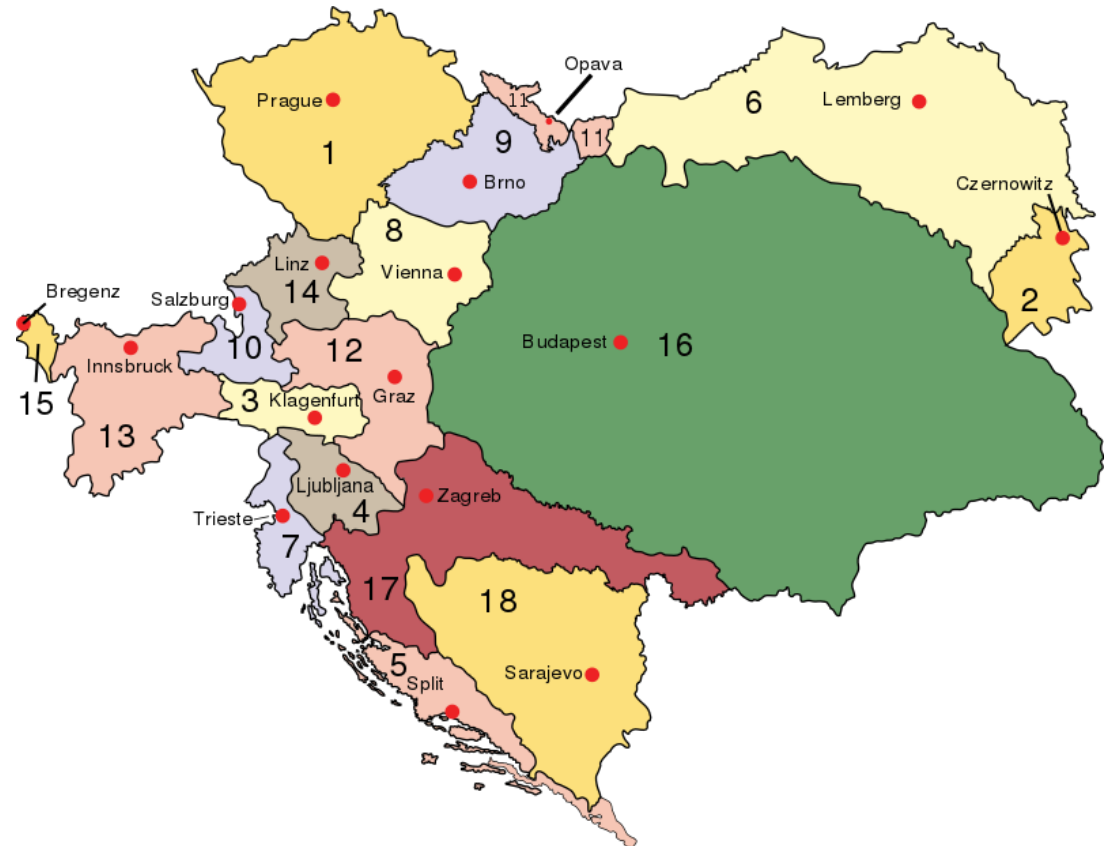 Opava
11
Prague
6
Lemberg
1
9
11
Brno
Czernowitz
8
Linz
Vienna
14
Bregenz
Salzburg
2
10
12
Budapest
16
Innsbruck
15
3
Klagenfurt
Graz
13
Ljubljana
Zagreb
4
Trieste
7
17
18
5
Split
Sarajevo